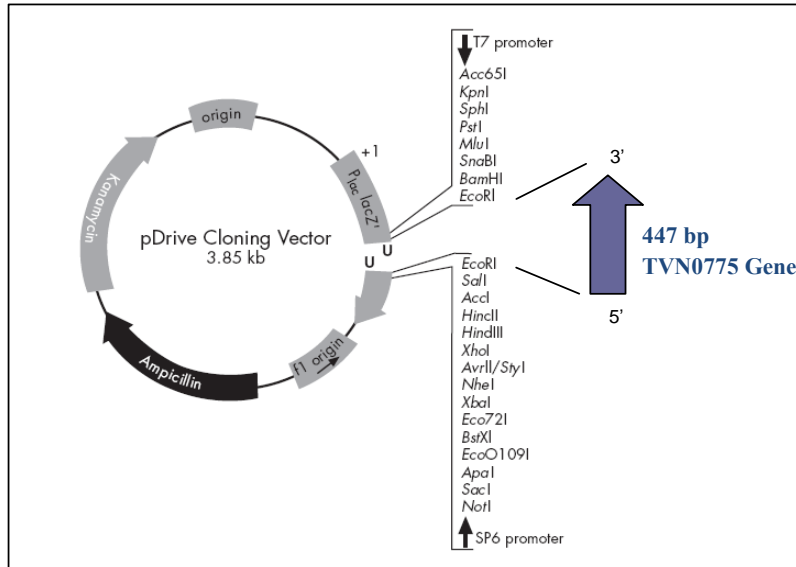 T7 promoter
Acc65I
KpnI
SphI
PstI
MluI
SnaBI
BamHI
EcoRI
origin
+1
Plac lacZ'
Kanamycin
pDrive Cloning Vector
3.85 kb
U
U
3’
447 bp
TVN0775 Gene
5’
EcoRI
SalI
AccI
HincII
HindIII
XhoI
AvrII/StyI
NheI
XbaI
Eco72I
BstXI
EcoO109I
ApaI
SacI
NotI
SP6 promoter
f1 origin
Ampicillin